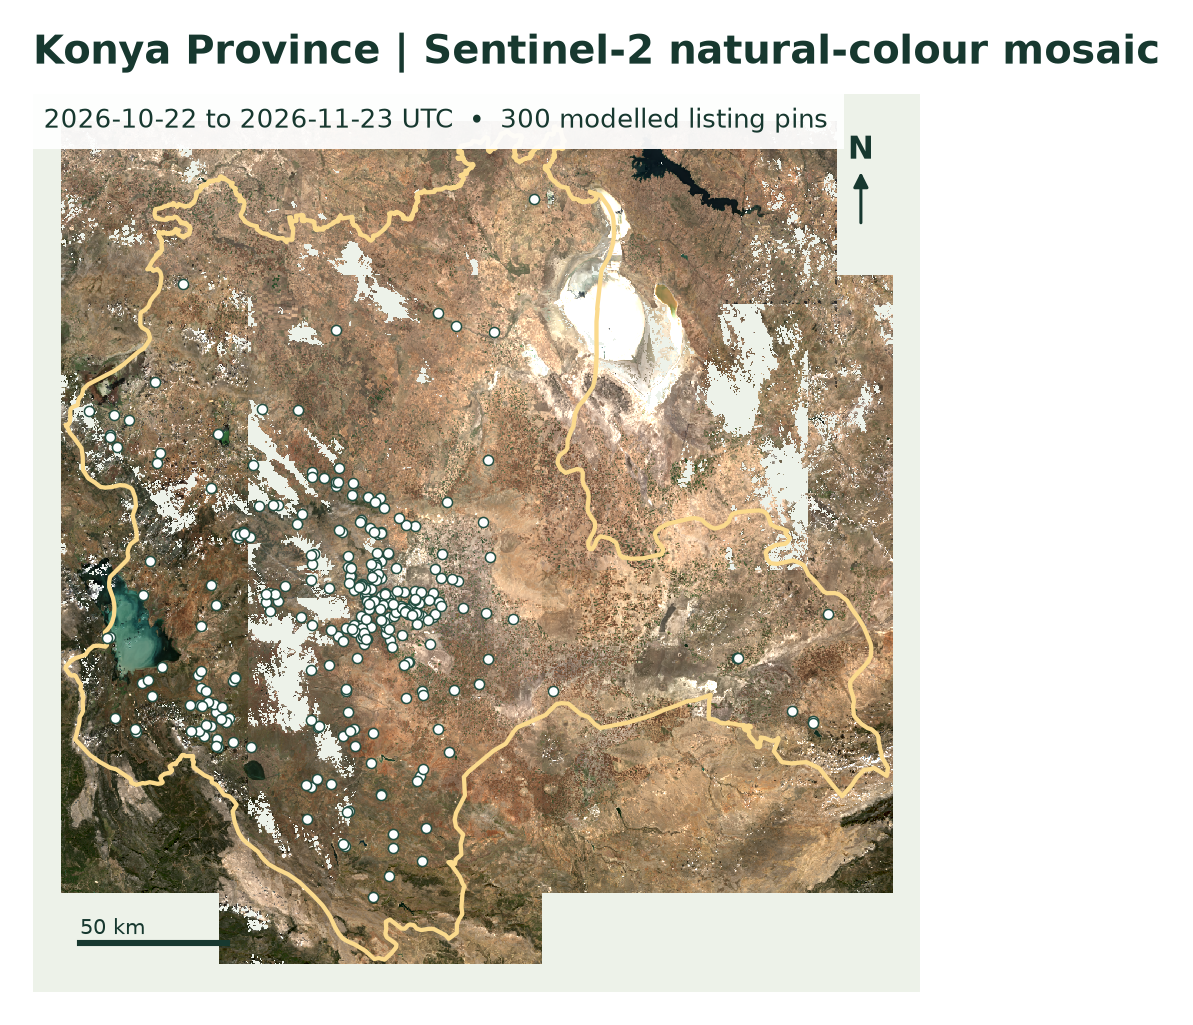 Konya Province | Sentinel-2 natural-colour mosaic
2026-10-22 to 2026-11-23 UTC • 300 modelled listing pins
N
50 km